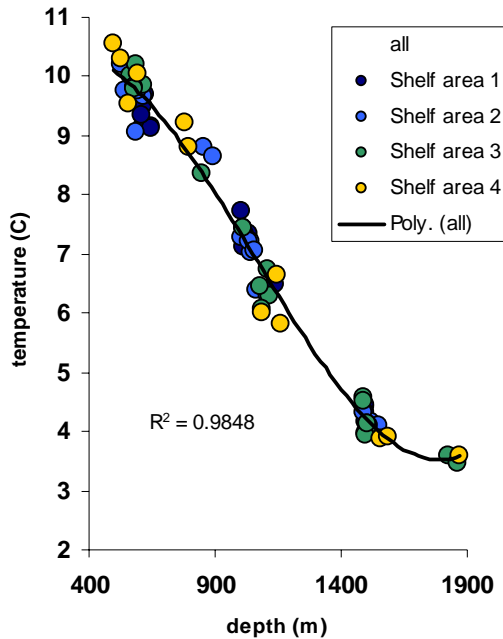 11
10
9
8
7
6
5
4
3
2
temperature (C)
400
900
1400
1900
depth (m)
R² = 0.9848
all
Shelf area 1
Shelf area 2
Shelf area 3
Shelf area 4
Poly. (all)